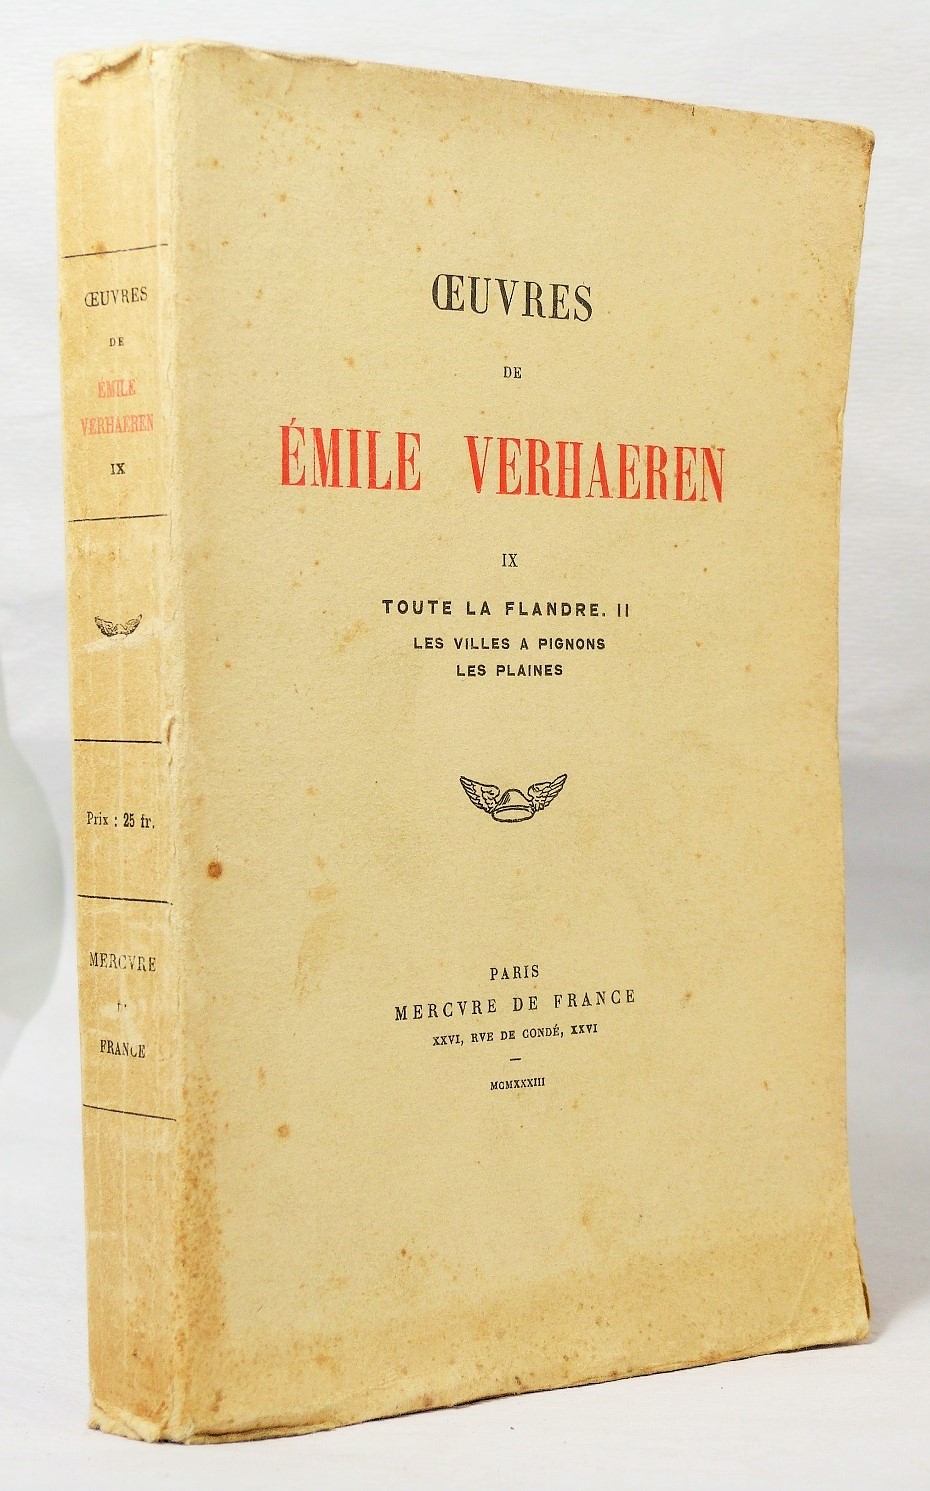 ŒUVRES
DE
ÉMILE
VERHAEREN
IX
Prix : 25 fr.
MERCVRE
FRANCE
ŒUVRES
DE
ÉMILE VERHAEREN
IX
TOUTE LA FLANDRE. II
LES VILLES A PIGNONS
LES PLAINES
PARIS
MERCVRE DE FRANCE
XXVI, RVE DE CONDÉ, XXVI
—
MCMXXXIII